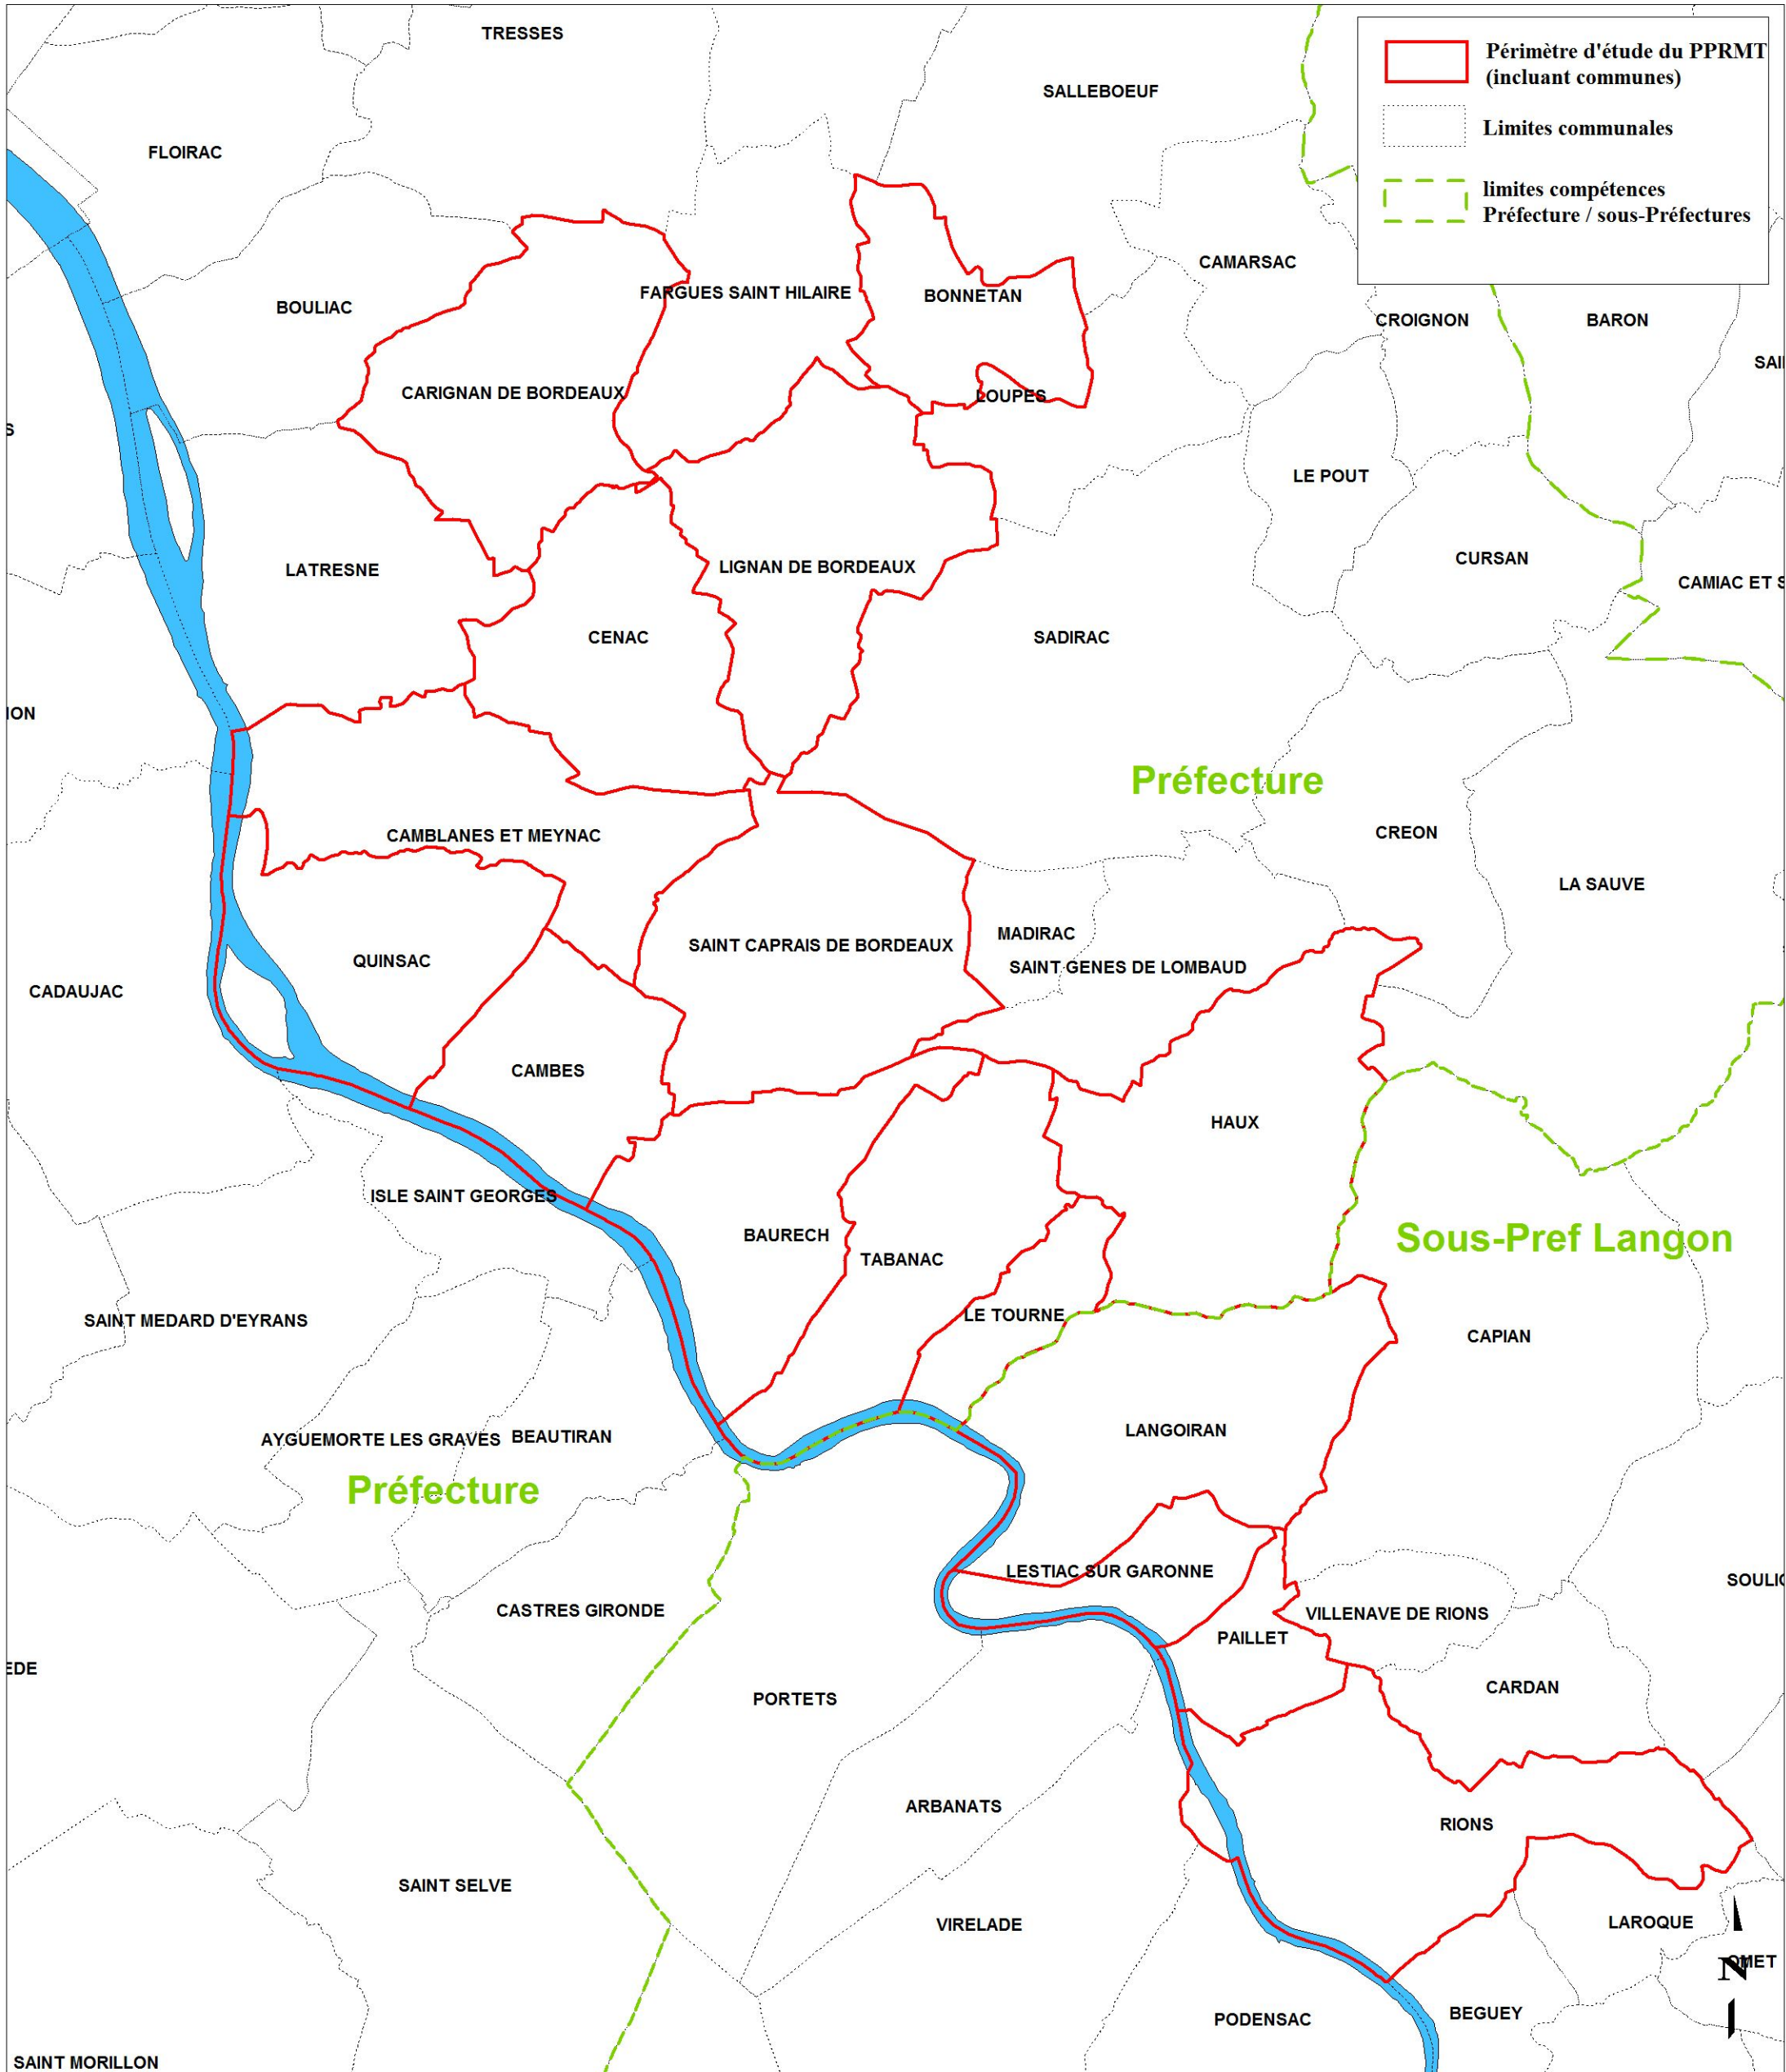 TRESSES
Périmètre d'étude du PPRMT
(incluant communes)
SALLEBOEUF
Limites communales
FLOIRAC
limites compétences
Préfecture / sous-Préfectures
CAMARSAC
FARGUES SAINT HILAIRE
BONNETAN
BOULIAC
CROIGNON
BARON
SAI
CARIGNAN DE BORDEAUX
LOUPES
S
LE POUT
CURSAN
LIGNAN DE BORDEAUX
LATRESNE
CAMIAC ET S
CENAC
SADIRAC
ION
Préfecture
CREON
CAMBLANES ET MEYNAC
LA SAUVE
MADIRAC
SAINT CAPRAIS DE BORDEAUX
QUINSAC
SAINT GENES DE LOMBAUD
CADAUJAC
CAMBES
HAUX
ISLE SAINT GEORGES
BAURECH
Sous-Pref Langon
TABANAC
LE TOURNE
SAINT MEDARD D'EYRANS
CAPIAN
LANGOIRAN
BEAUTIRAN
AYGUEMORTE LES GRAVES
Préfecture
LESTIAC SUR GARONNE
SOULIG
CASTRES GIRONDE
VILLENAVE DE RIONS
PAILLET
EDE
CARDAN
PORTETS
ARBANATS
RIONS
SAINT SELVE
LAROQUE
VIRELADE
OMET
N
BEGUEY
PODENSAC
SAINT MORILLON